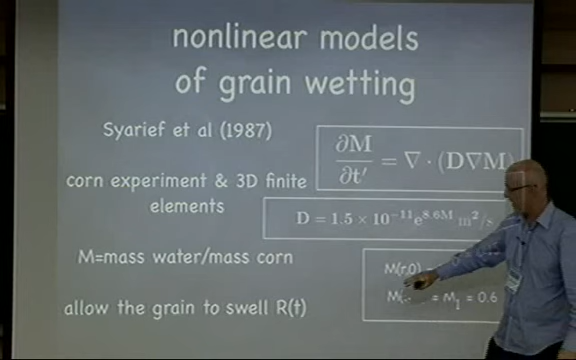 nonlinear models
of grain wetting
Syarief et al (1987)
∂M/∂t′ = ∇ · (D∇M)
corn experiment & 3D finite
elements
D = 1.5 × 10⁻¹¹e^{8.6M} m²/s
M=mass water/mass corn
M(r,0)
= M₁ = 0.6
allow the grain to swell R(t)